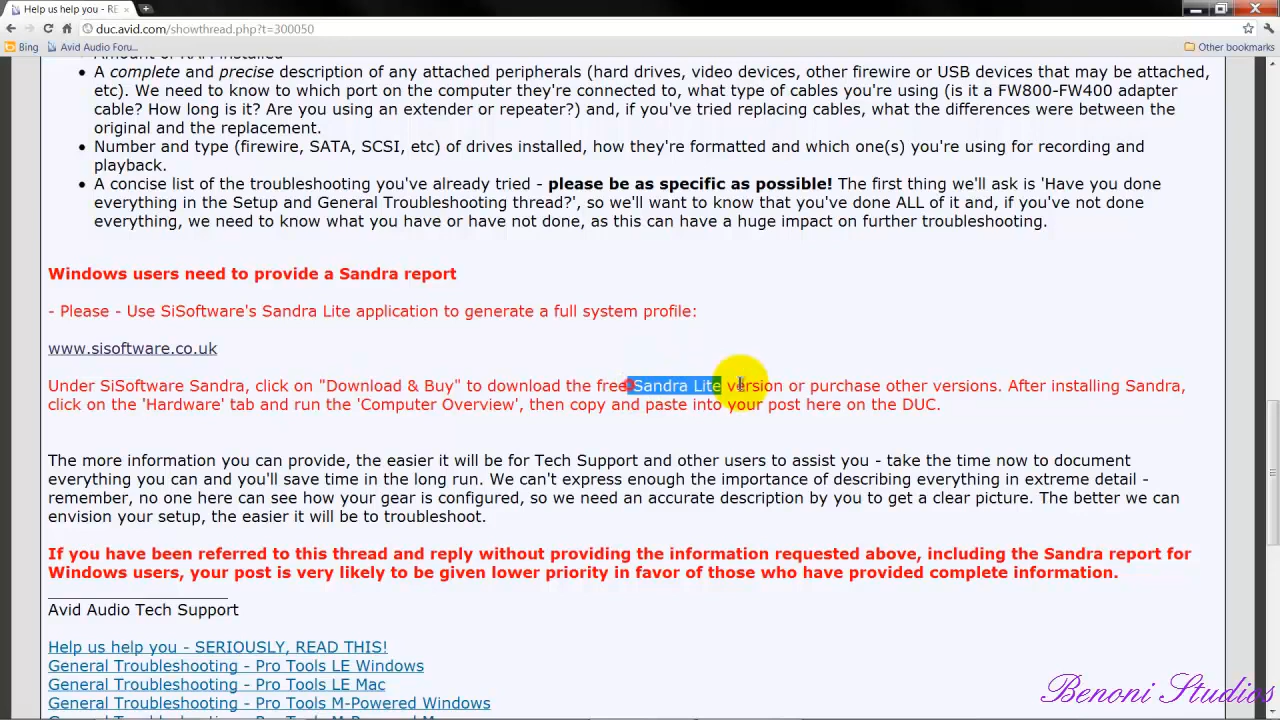 Help us help you - RE
duc.avid.com/showthread.php?t=300050
Bing Avid Audio Foru... Other bookmarks
• A complete and precise description of any attached peripherals (hard drives, video devices, other firewire or USB devices that may be attached,
etc). We need to know to which port on the computer they're connected to, what type of cables you're using (is it a FW800-FW400 adapter
cable? How long is it? Are you using an extender or repeater?) and, if you've tried replacing cables, what the differences were between the
original and the replacement.
• Number and type (firewire, SATA, SCSI, etc) of drives installed, how they're formatted and which one(s) you're using for recording and
playback.
• A concise list of the troubleshooting you've already tried - please be as specific as possible! The first thing we'll ask is 'Have you done
everything in the Setup and General Troubleshooting thread?', so we'll want to know that you've done ALL of it and, if you've not done
everything, we need to know what you have or have not done, as this can have a huge impact on further troubleshooting.
Windows users need to provide a Sandra report
- Please - Use SiSoftware's Sandra Lite application to generate a full system profile:
www.sisoftware.co.uk
Under SiSoftware Sandra, click on "Download & Buy" to download the free Sandra Lite version or purchase other versions. After installing Sandra,
click on the 'Hardware' tab and run the 'Computer Overview', then copy and paste into your post here on the DUC.
The more information you can provide, the easier it will be for Tech Support and other users to assist you - take the time now to document
everything you can and you'll save time in the long run. We can't express enough the importance of describing everything in extreme detail -
remember, no one here can see how your gear is configured, so we need an accurate description by you to get a clear picture. The better we can
envision your setup, the easier it will be to troubleshoot.
If you have been referred to this thread and reply without providing the information requested above, including the Sandra report for
Windows users, your post is very likely to be given lower priority in favor of those who have provided complete information.
Avid Audio Tech Support
Help us help you - SERIOUSLY, READ THIS!
General Troubleshooting - Pro Tools LE Windows
General Troubleshooting - Pro Tools LE Mac
General Troubleshooting - Pro Tools M-Powered Windows
Benoni Studios